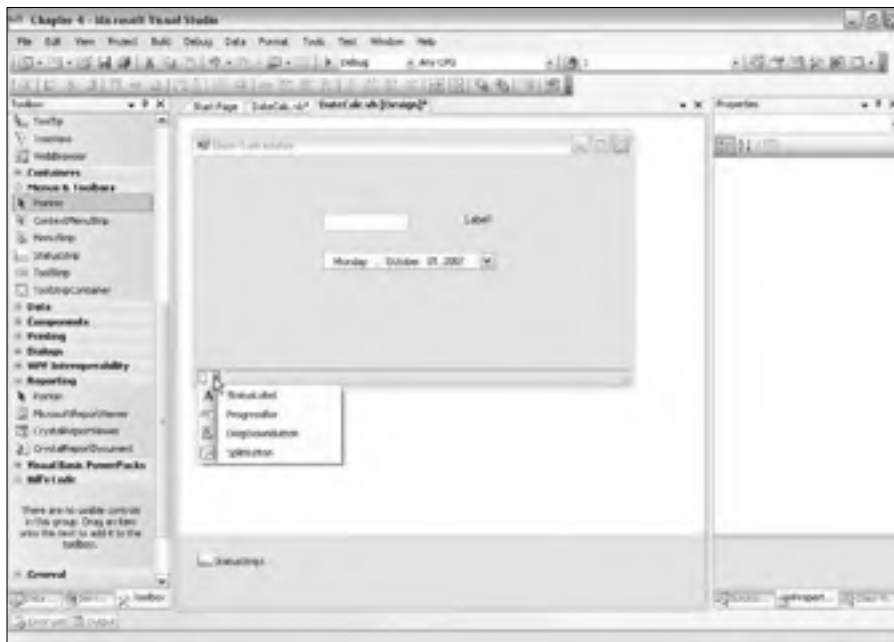 Chapter 4 - Microsoft Visual Studio
File Edit View Project Build Debug Data Format Tools Test Window Help
Debug Any CPU
Toolbox
Start Page DateCalc.vb* DateCalc.vb [Design]*
Properties
ToolTip
TreeView
WebBrowser
Containers
Menus & Toolbars
Pointer
ContextMenuStrip
MenuStrip
StatusStrip
ToolStrip
ToolStripContainer
Data
Components
Printing
Dialogs
WPF Interoperability
Reporting
Pointer
MicrosoftReportViewer
CrystalReportViewer
CrystalReportDocument
Visual Basic PowerPacks
Bill's Code
There are no usable controls
in this group. Drag an item
onto this text to add it to the
toolbox.
General
Label1
Monday , October 01, 2007
StatusLabel
ProgressBar
DropDownButton
SplitButton
StatusStrip1
Toolbox
Error List Output